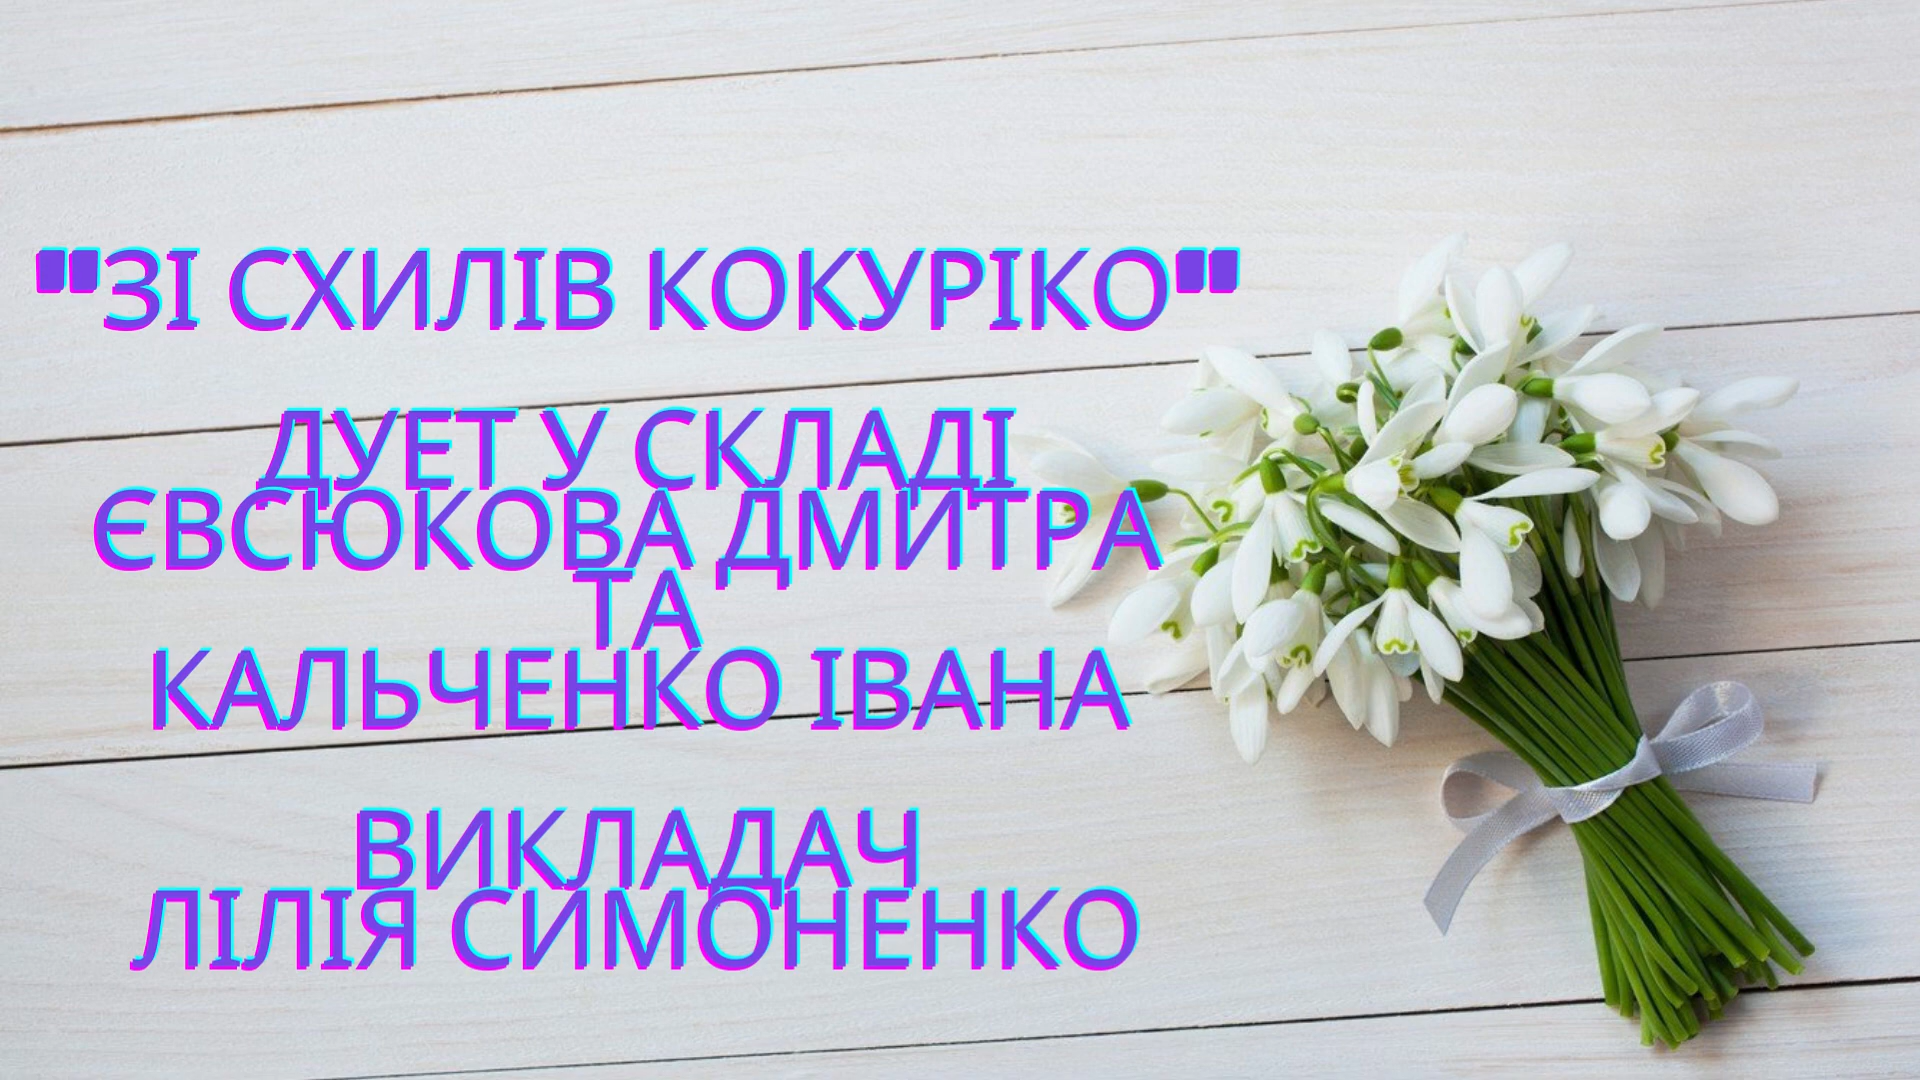 "ЗІ СХИЛІВ КОКУРІКО"
ДУЕТ У СКЛАДІ
ЄВСЮКОВА ДМИТРА
ТА
КАЛЬЧЕНКО ІВАНА
ВИКЛАДАЧ
ЛІЛІЯ СИМОНЕНКО